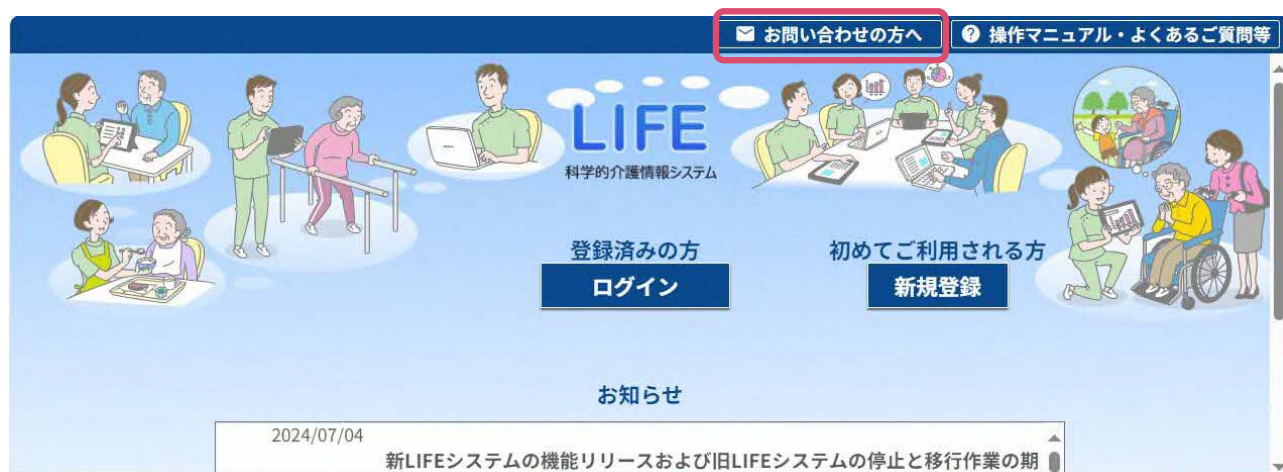 お問い合わせの方へ
操作マニュアル・よくあるご質問等
LIFE
科学的介護情報システム
登録済みの方
初めてご利用される方
ログイン
新規登録
お知らせ
2024/07/04
新LIFEシステムの機能リリースおよび旧LIFEシステムの停止と移行作業の期